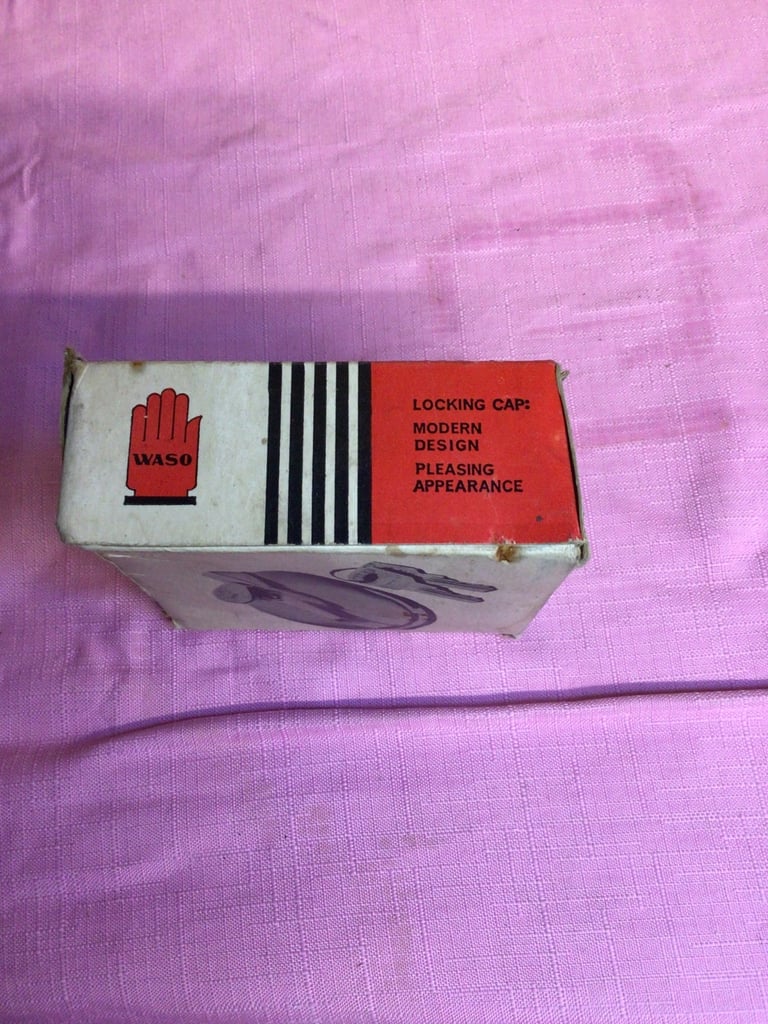 WASO
LOCKING CAP:
MODERN
DESIGN
PLEASING
APPEARANCE